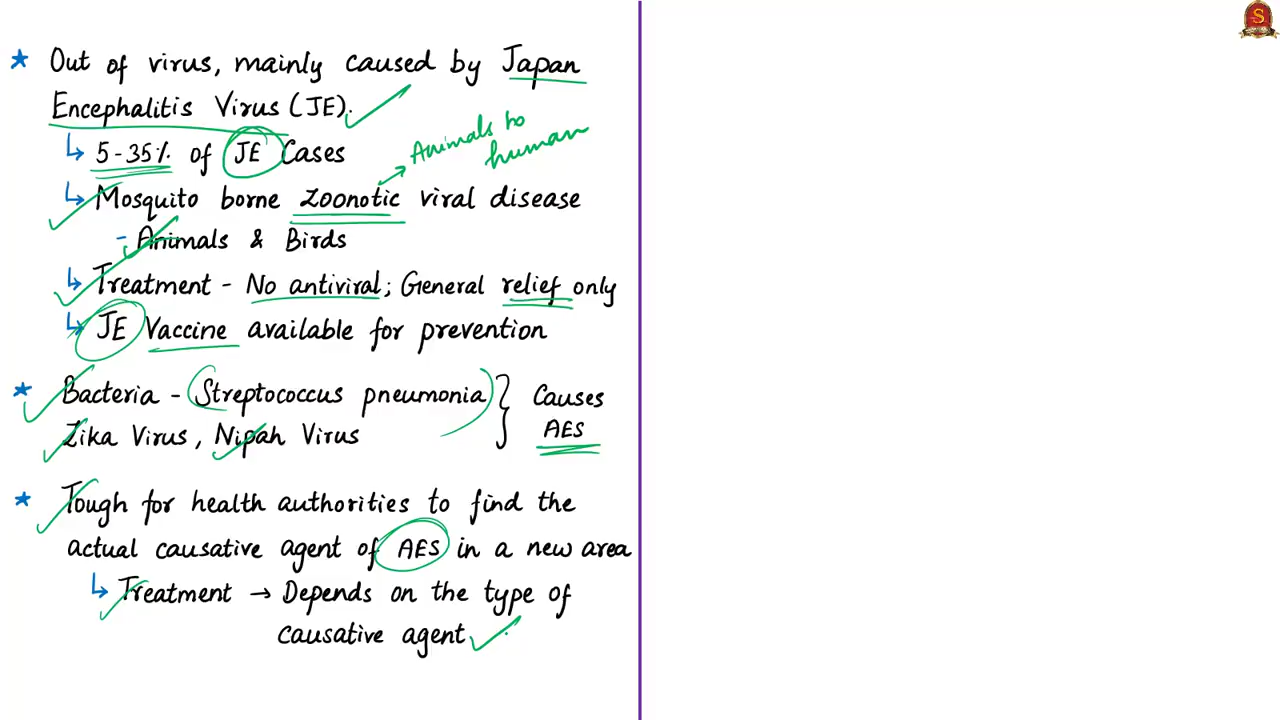 ★ Out of virus, mainly caused by Japan
Encephalitis Virus (JE).
↳ 5-35% of JE Cases
Animals to
human
↳ Mosquito borne Zoonotic viral disease
- Animals & Birds
↳ Treatment - No antiviral; General relief only
↳ JE Vaccine available for prevention
★ Bacteria - (Streptococcus pneumonia)
Zika Virus, Nipah Virus
} Causes
AES
★ Tough for health authorities to find the
actual causative agent of AES in a new area
↳ Treatment → Depends on the type of
causative agent
S